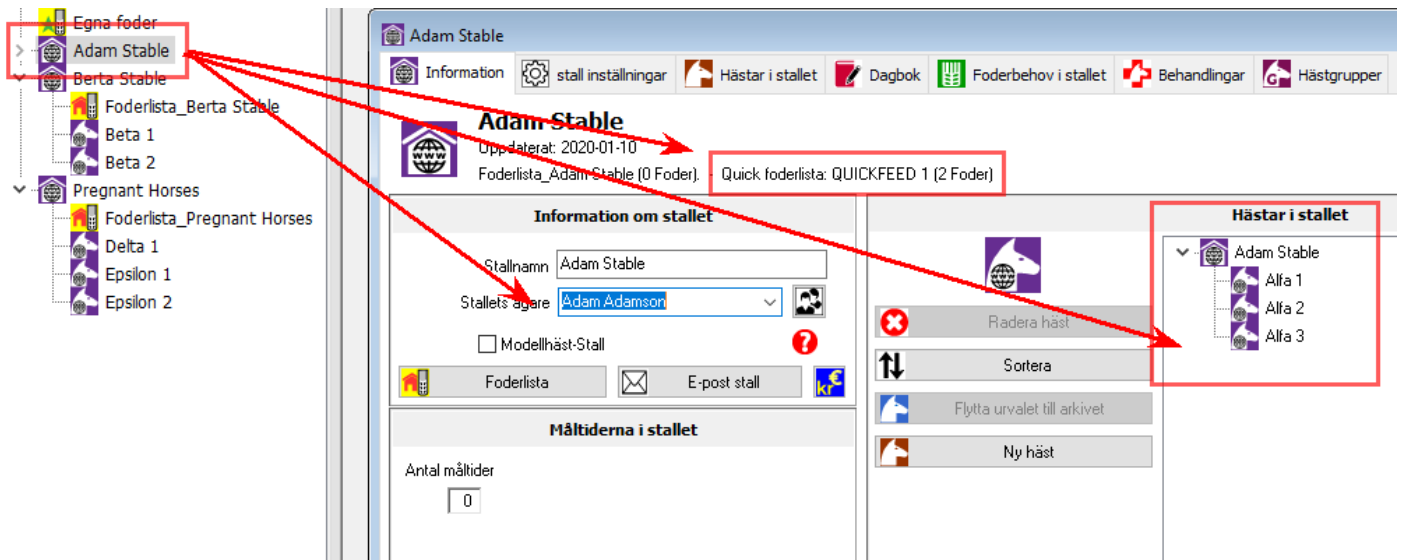 Egna foder
Adam Stable
Berta Stable
Foderlista_Berta Stable
Beta 1
Beta 2
Pregnant Horses
Foderlista_Pregnant Horses
Delta 1
Epsilon 1
Epsilon 2
Adam Stable
Information
stall inställningar
Hästar i stallet
Dagbok
Foderbehov i stallet
Behandlingar
G
Hästgrupper
www
Adam Stable
Uppdaterat: 2020-01-10
Foderlista_Adam Stable (0 Foder). - Quick foderlista: QUICKFEED 1 (2 Foder)
Information om stallet
Stallnamn Adam Stable
Stallets ägare Adam Adamson
Modellhäst-Stall ?
Foderlista
E-post stall
kr€
Måltiderna i stallet
Antal måltider
0
Radera häst
Sortera
Flytta urvalet till arkivet
Ny häst
Hästar i stallet
Adam Stable
Alfa 1
Alfa 2
Alfa 3